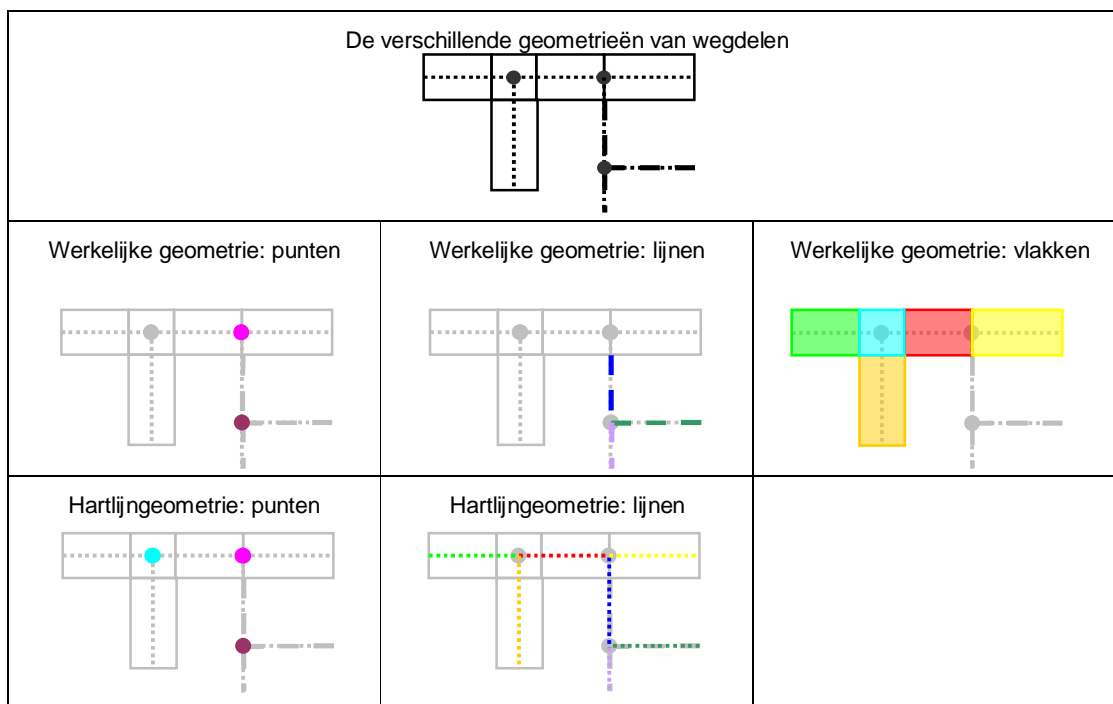 De verschillende geometrieën van wegdelen
Werkelijke geometrie: punten
Werkelijke geometrie: lijnen
Werkelijke geometrie: vlakken
Hartlijngeometrie: punten
Hartlijngeometrie: lijnen